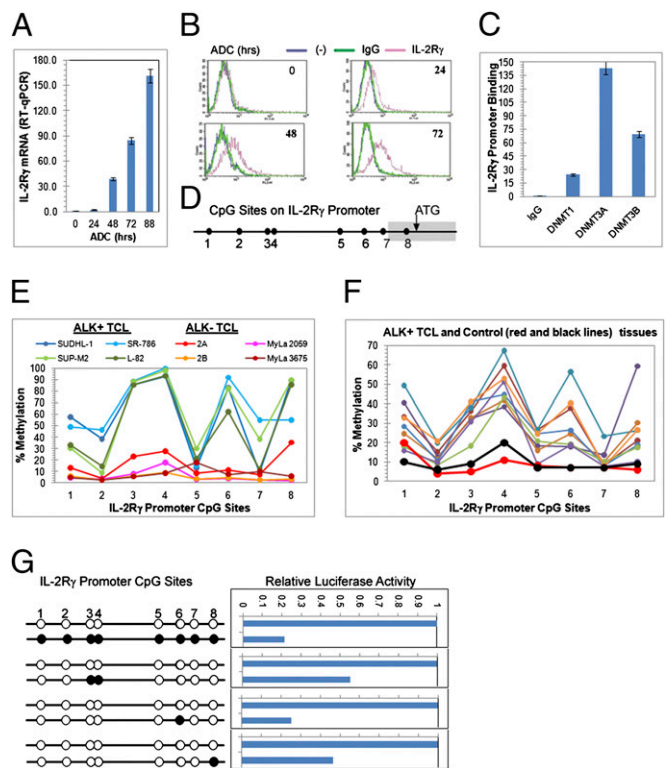 A
IL-2Rγ mRNA (RT-qPCR)
180.0
150.0
120.0
90.0
60.0
30.0
0.0
0 24 48 72 88
ADC (hrs)
B
ADC (hrs) (-) IgG IL-2Rγ
0
24
48
72
C
IL-2Rγ Promoter Binding
150
135
120
105
90
75
60
45
30
15
0
IgG DNMT1 DNMT3A DNMT3B
D
CpG Sites on IL-2Rγ Promoter ATG
1 2 34 5 6 7 8
E
ALK+ TCL ALK- TCL
SUDHL-1 SR-786 2A MyLa 2059
SUP-M2 L-82 2B MyLa 3675
% Methylation
100
90
80
70
60
50
40
30
20
10
0
1 2 3 4 5 6 7 8
IL-2Rγ Promoter CpG Sites
F
ALK+ TCL and Control (red and black lines) tissues
% Methylation
70
60
50
40
30
20
10
0
1 2 3 4 5 6 7 8
IL-2Rγ Promoter CpG Sites
G
IL-2Rγ Promoter CpG Sites Relative Luciferase Activity
1 2 34 5 6 7 8
0 0.1 0.2 0.3 0.4 0.5 0.6 0.7 0.8 0.9 1